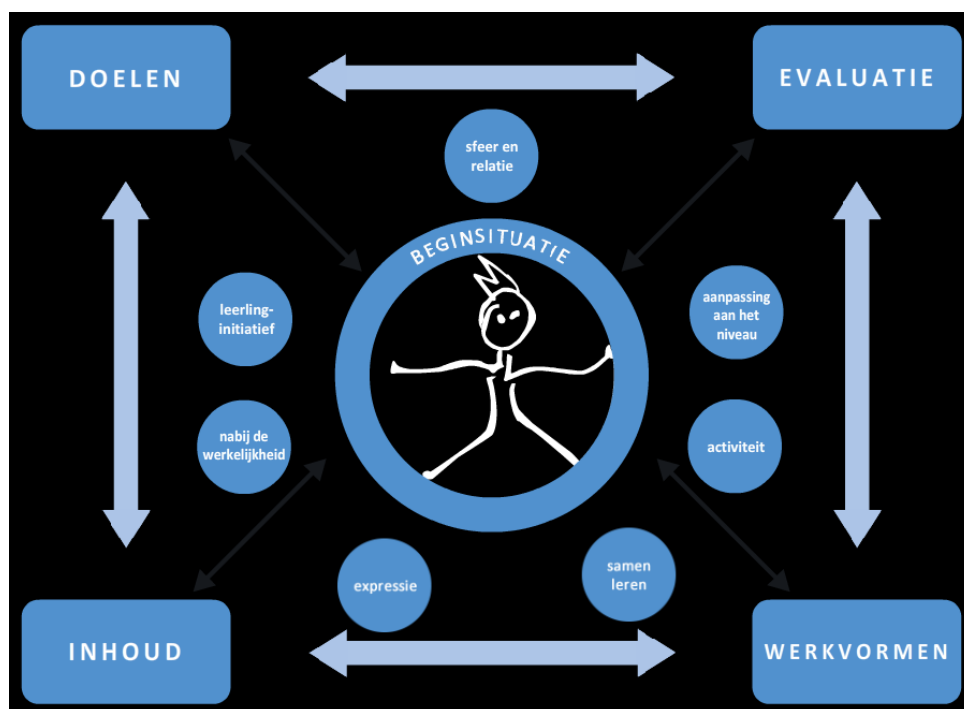 DOELEN
EVALUATIE
sfeer en
relatie
BEGINSITUATIE
leerling-
initiatief
aanpassing
aan het
niveau
nabij de
werkelijkheid
activiteit
expressie
samen
leren
INHOUD
WERKVORMEN